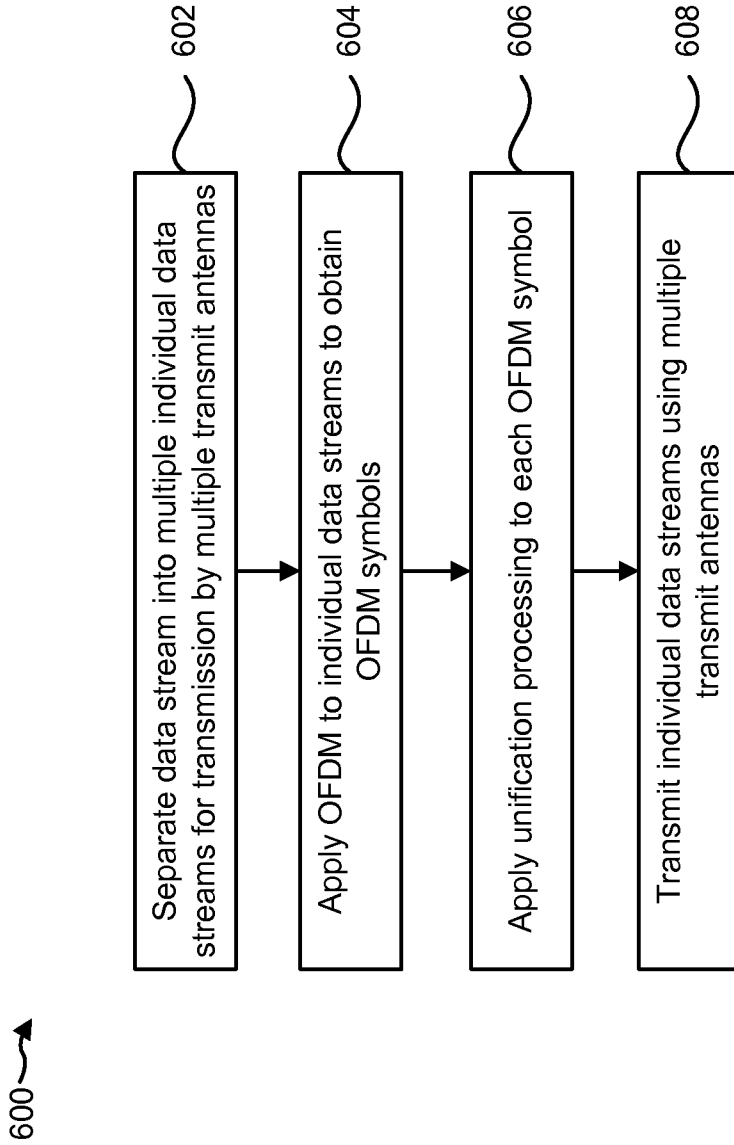 600
Separate data stream into multiple individual data
streams for transmission by multiple transmit antennas
602
Apply OFDM to individual data streams to obtain
OFDM symbols
604
Apply unification processing to each OFDM symbol
606
Transmit individual data streams using multiple
transmit antennas
608